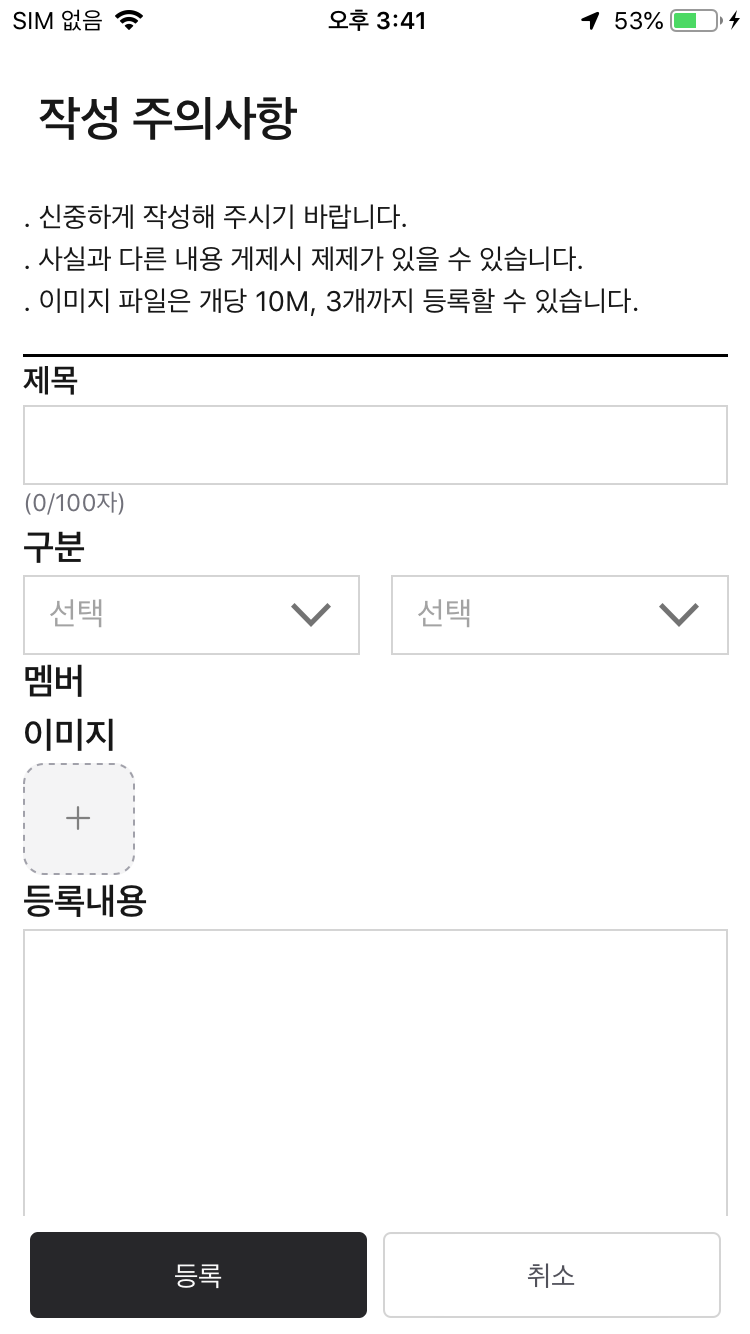 SIM 없음 오후 3:41 53%
작성 주의사항
. 신중하게 작성해 주시기 바랍니다.
. 사실과 다른 내용 게제시 제제가 있을 수 있습니다.
. 이미지 파일은 개당 10M, 3개까지 등록할 수 있습니다.
제목
(0/100자)
구분
선택 선택
멤버
이미지
+
등록내용
등록 취소